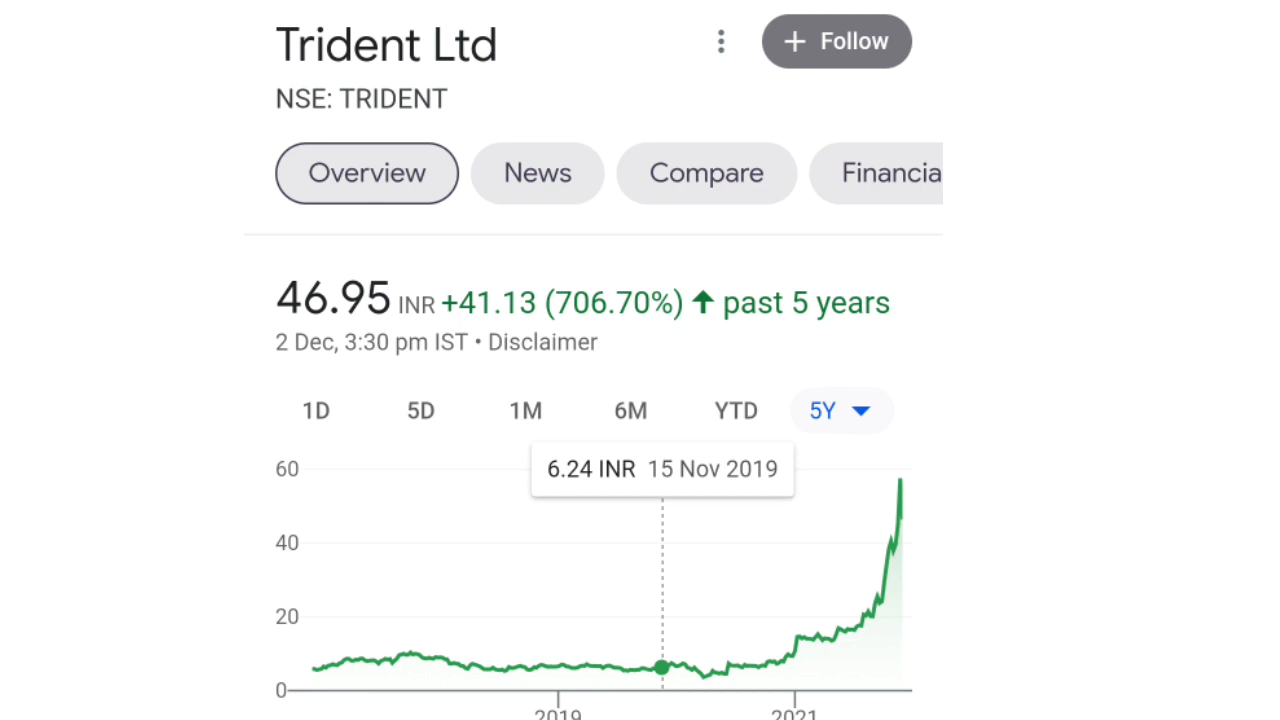 Trident Ltd
+ Follow
NSE: TRIDENT
Overview
News
Compare
Financia
46.95 INR +41.13 (706.70%) ↑ past 5 years
2 Dec, 3:30 pm IST • Disclaimer
1D 5D 1M 6M YTD 5Y
6.24 INR 15 Nov 2019
60
40
20
0
2019 2021